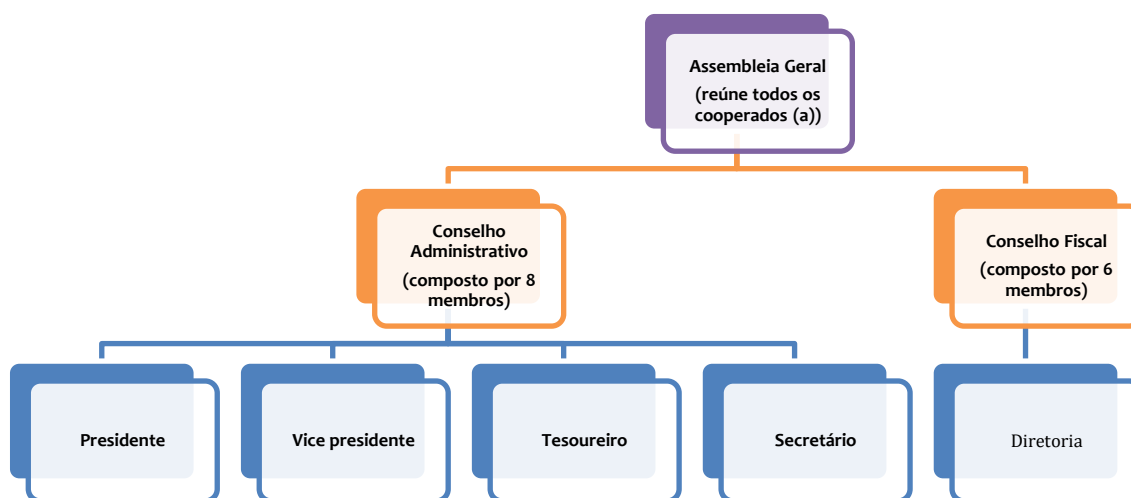 Assembleia Geral
(reúne todos os
cooperados (a))
Conselho
Administrativo
(composto por 8
membros)
Conselho Fiscal
(composto por 6
membros)
Presidente
Vice presidente
Tesoureiro
Secretário
Diretoria